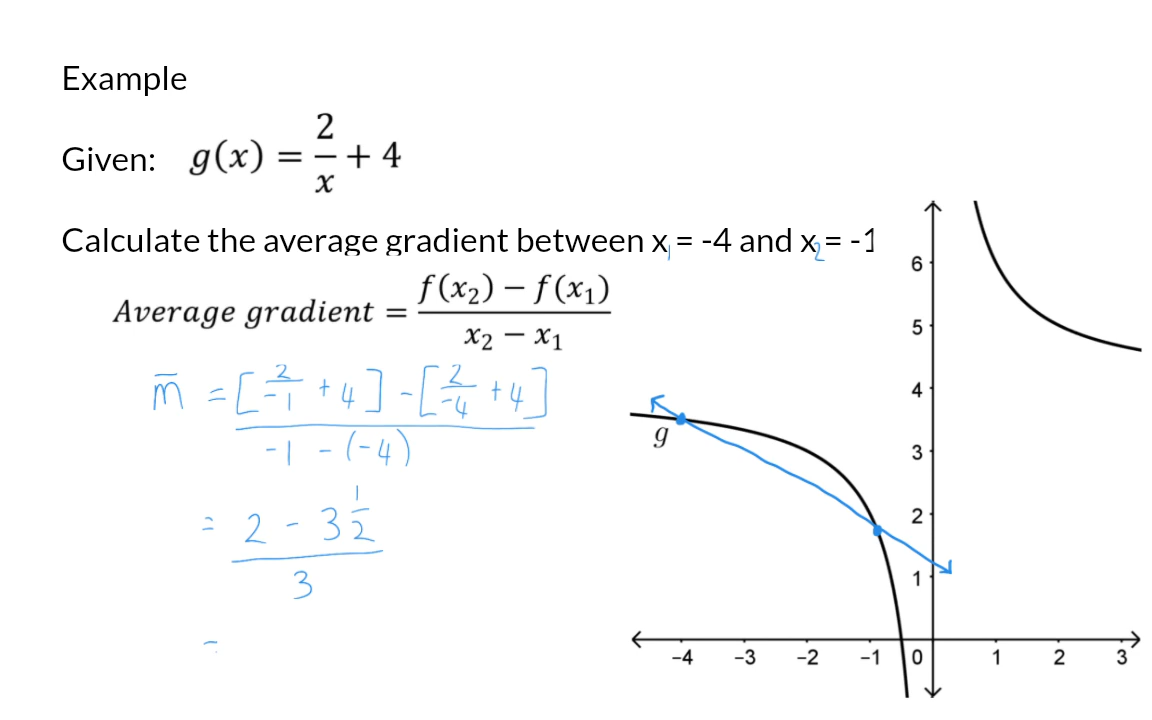 Example
Given: g(x) = 2/x + 4
Calculate the average gradient between x₁ = -4 and x₂ = -1
Average gradient = (f(x₂) − f(x₁))/(x₂ − x₁)
m̄ = ([2/-1 + 4] - [2/-4 + 4])/(-1 - (-4))
= (2 - 3 1/2)/3
=
g
6
5
4
3
2
1
−4 −3 −2 −1 0 1 2 3